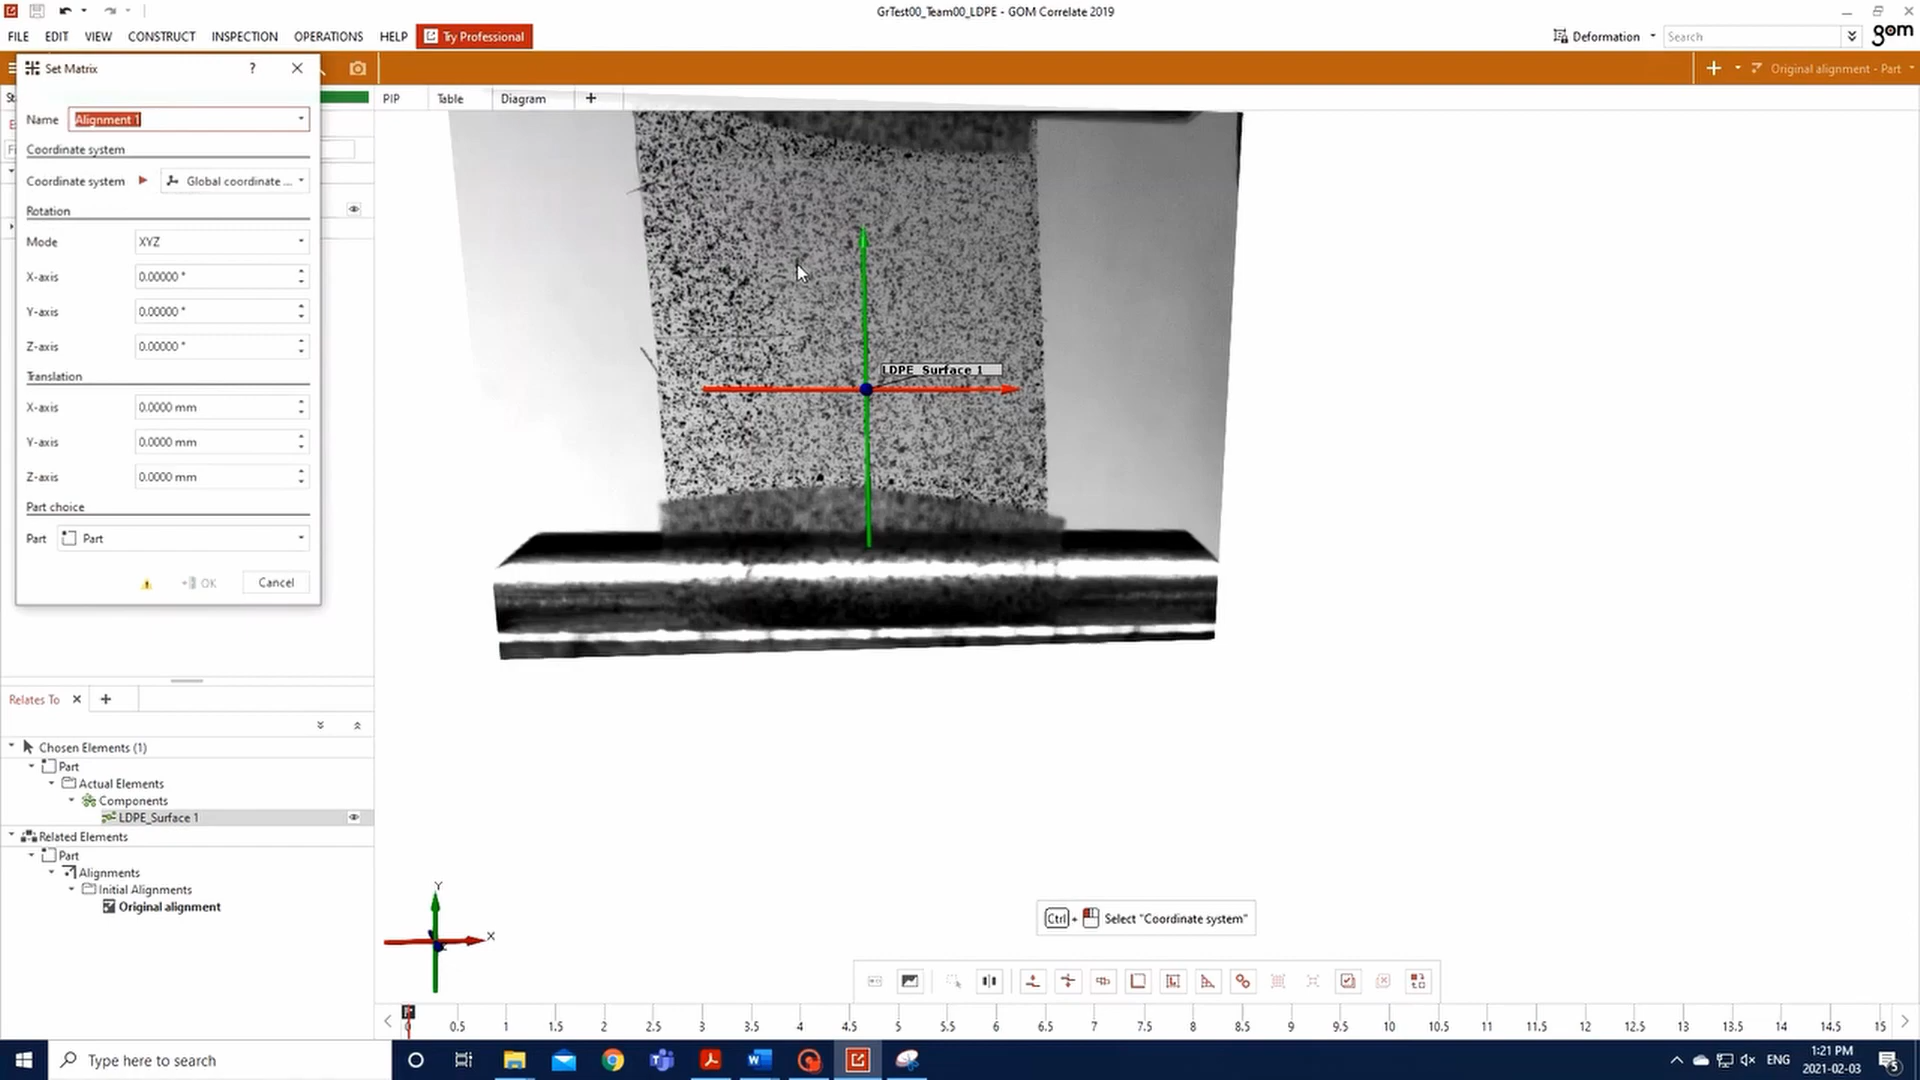 GrTest00_Team00_LDPE - GOM Correlate 2019
FILE EDIT VIEW CONSTRUCT INSPECTION OPERATIONS HELP Try Professional
Deformation
Search
gom
Set Matrix
?
Original alignment - Part
PIP Table Diagram +
Name Alignment 1
Coordinate system
Coordinate system Global coordinate ...
Rotation
Mode XYZ
X-axis 0.00000 °
Y-axis 0.00000 °
Z-axis 0.00000 °
Translation
X-axis 0.0000 mm
Y-axis 0.0000 mm
Z-axis 0.0000 mm
Part choice
Part Part
OK Cancel
LDPE_Surface 1
Relates To
Chosen Elements (1)
Part
Actual Elements
Components
LDPE_Surface 1
Related Elements
Part
Alignments
Initial Alignments
Original alignment
Y
X
Ctrl + Select "Coordinate system"
0 0.5 1 1.5 2 2.5 3 3.5 4 4.5 5 5.5 6 6.5 7 7.5 8 8.5 9 9.5 10 10.5 11 11.5 12 12.5 13 13.5 14 14.5 15
Type here to search
ENG
1:21 PM
2021-02-03
5